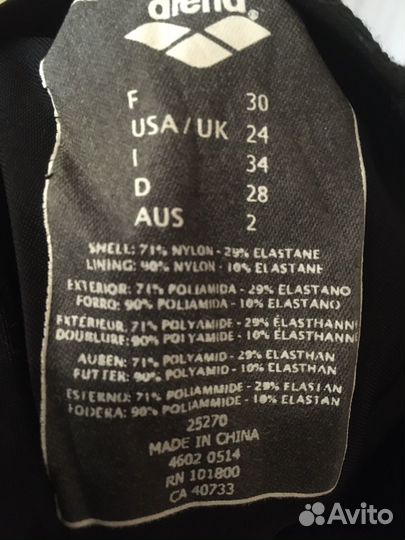 arena
F 30
USA/UK 24
I 34
D 28
AUS 2
SHELL: 71% NYLON - 29% ELASTANE
LINING: 90% NYLON - 10% ELASTANE
EXTERIOR: 71% POLIAMIDA - 29% ELASTANO
FORRO: 90% POLIAMIDA - 10% ELASTANO
EXTÉRIEUR: 71% POLYAMIDE - 29% ELASTHANNE
DOUBLURE: 90% POLYAMIDE - 10% ELASTHANNE
AUßEN: 71% POLYAMID - 29% ELASTHAN
FUTTER: 90% POLYAMID - 10% ELASTHAN
ESTERNO: 71% POLIAMMIDE - 29% ELASTAN
FODERA: 90% POLIAMMIDE - 10% ELASTAN
25270
MADE IN CHINA
4602 0514
RN 101800
CA 40733
Avito